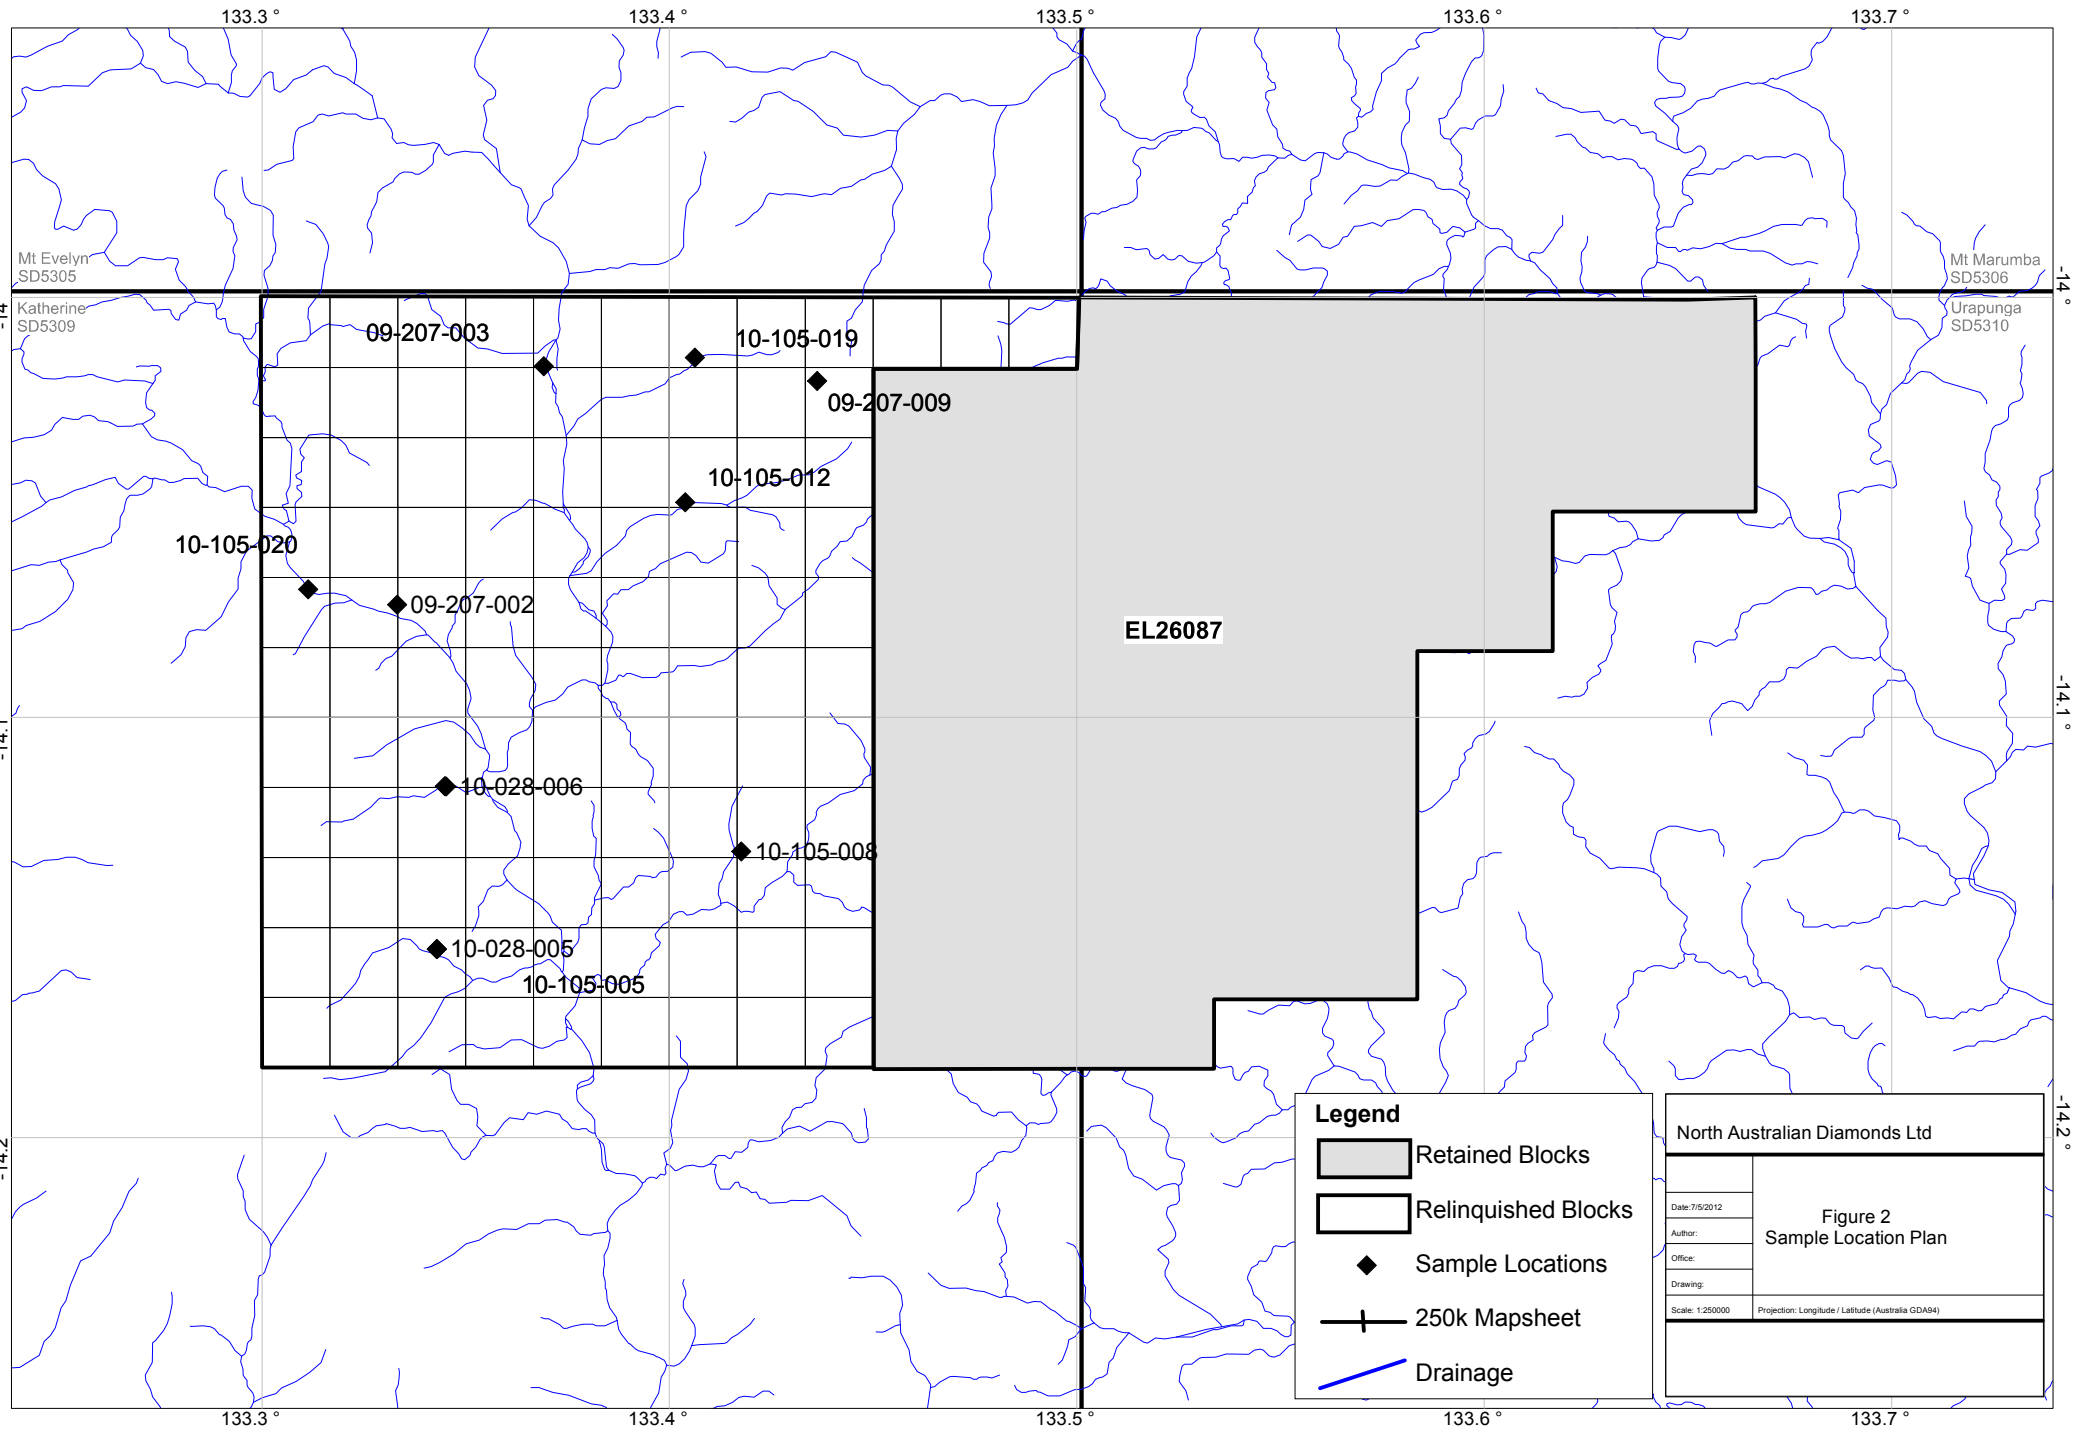 133.3 °
133.4 °
133.5 °
133.6 °
133.7 °
Mt Evelyn
SD5305
Mt Marumba
SD5306
-14 °
-14
Katherine
SD5309
Urapunga
SD5310
09-207-003
10-105-019
09-207-009
10-105-012
10-105-020
09-207-002
EL26087
-14.1
-14.1 °
10-028-006
10-105-008
10-028-005
10-105-005
-14.2
-14.2 °
Legend
Retained Blocks
Relinquished Blocks
Sample Locations
250k Mapsheet
Drainage
North Australian Diamonds Ltd
Date:7/5/2012
Author:
Office:
Drawing:
Scale: 1:250000
Figure 2
Sample Location Plan
Projection: Longitude / Latitude (Australia GDA94)
133.3 °
133.4 °
133.5 °
133.6 °
133.7 °